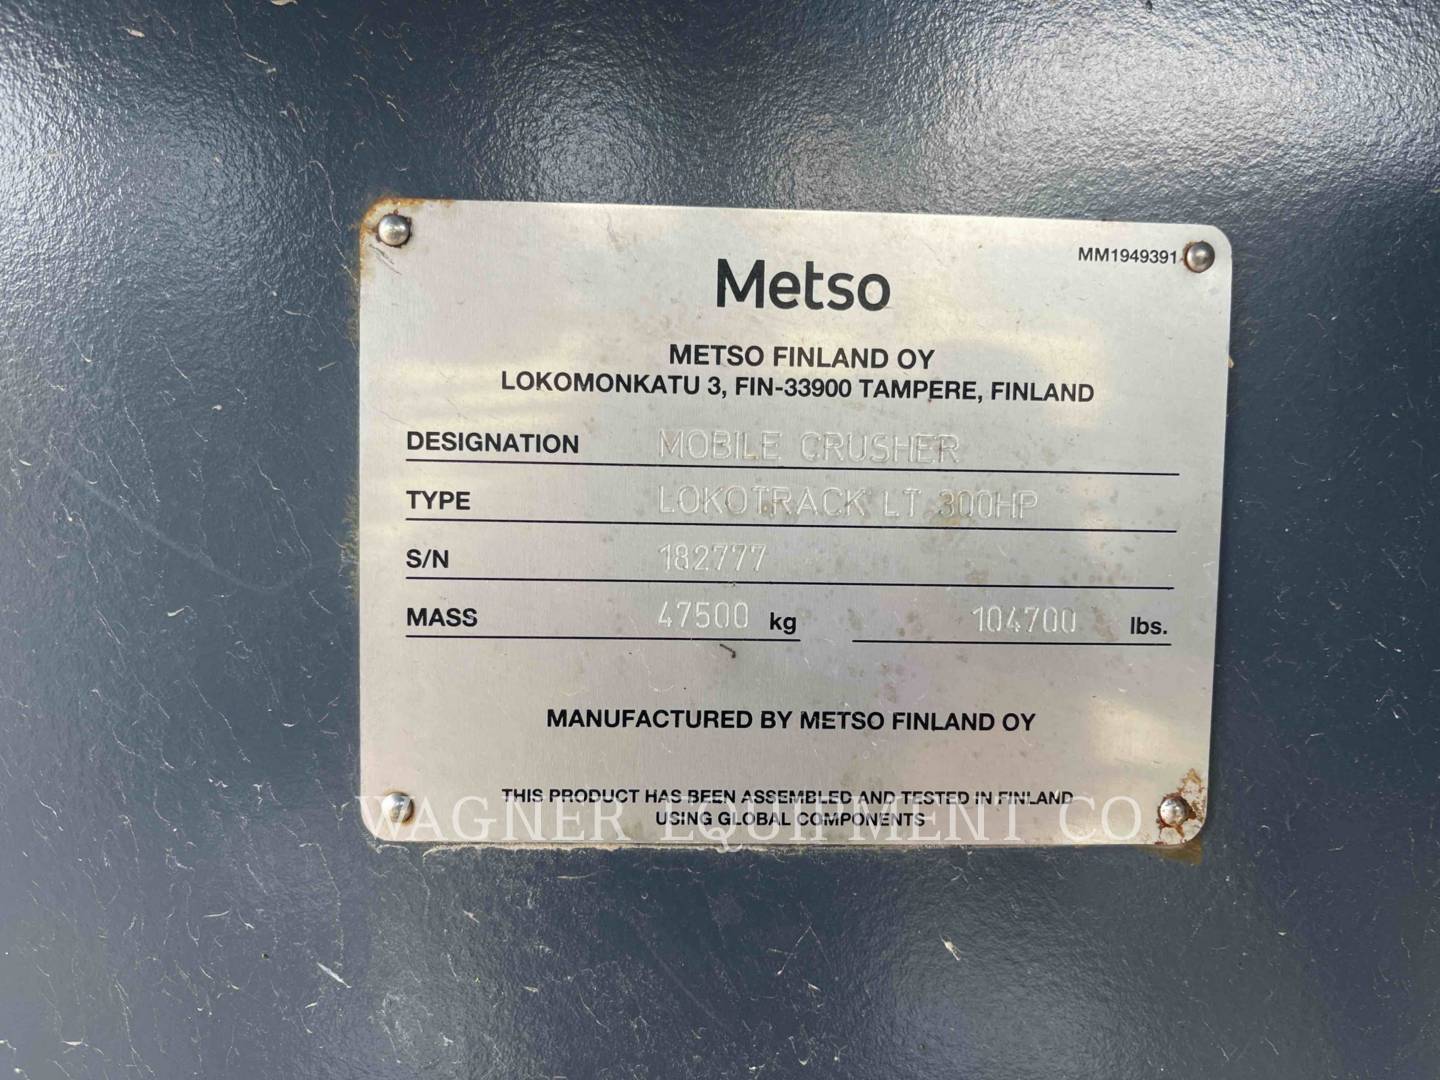 MM1949391
Metso
METSO FINLAND OY
LOKOMONKATU 3, FIN-33900 TAMPERE, FINLAND
DESIGNATION MOBILE CRUSHER
TYPE LOKOTRACK LT 300HP
S/N 182777
MASS 47500 kg 104700 lbs.
MANUFACTURED BY METSO FINLAND OY
THIS PRODUCT HAS BEEN ASSEMBLED AND TESTED IN FINLAND
USING GLOBAL COMPONENTS
WAGNER EQUIPMENT CO